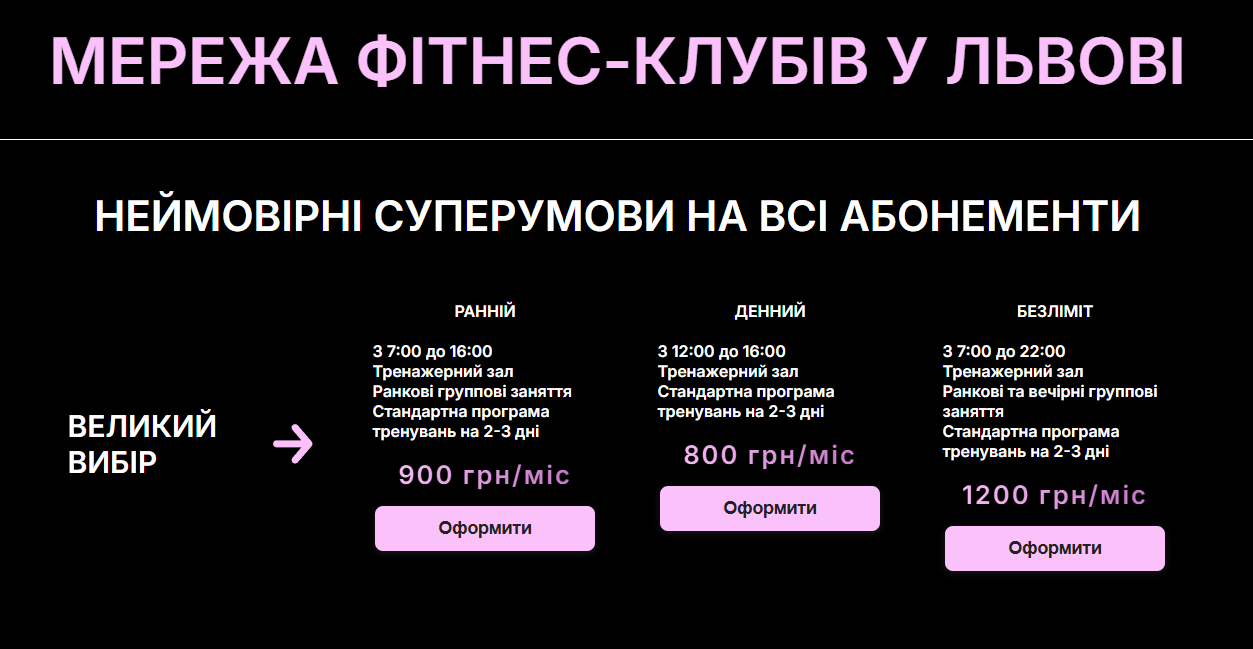 МЕРЕЖА ФІТНЕС-КЛУБІВ У ЛЬВОВІ
НЕЙМОВІРНІ СУПЕРУМОВИ НА ВСІ АБОНЕМЕНТИ
ВЕЛИКИЙ
ВИБІР
РАННІЙ
З 7:00 до 16:00
Тренажерний зал
Ранкові группові заняття
Стандартна програма
тренувань на 2-3 дні
900 грн/міс
Оформити
ДЕННИЙ
З 12:00 до 16:00
Тренажерний зал
Стандартна програма
тренувань на 2-3 дні
800 грн/міс
Оформити
БЕЗЛІМІТ
З 7:00 до 22:00
Тренажерний зал
Ранкові та вечірні группові
заняття
Стандартна програма
тренувань на 2-3 дні
1200 грн/міс
Оформити